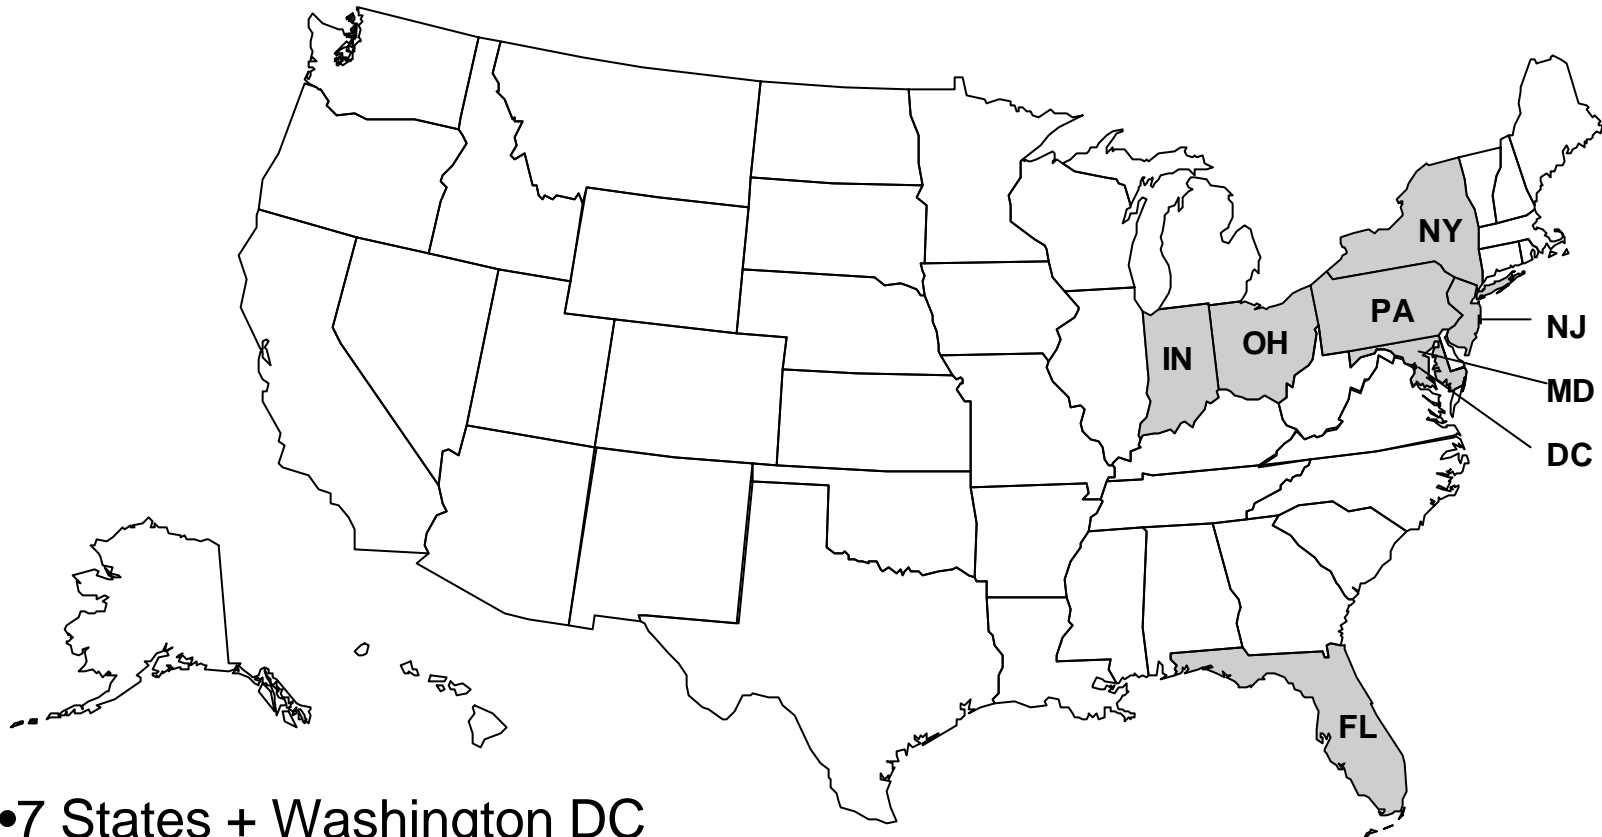 NY
PA
NJ
OH
IN
MD
DC
FL
•7 States + Washington DC